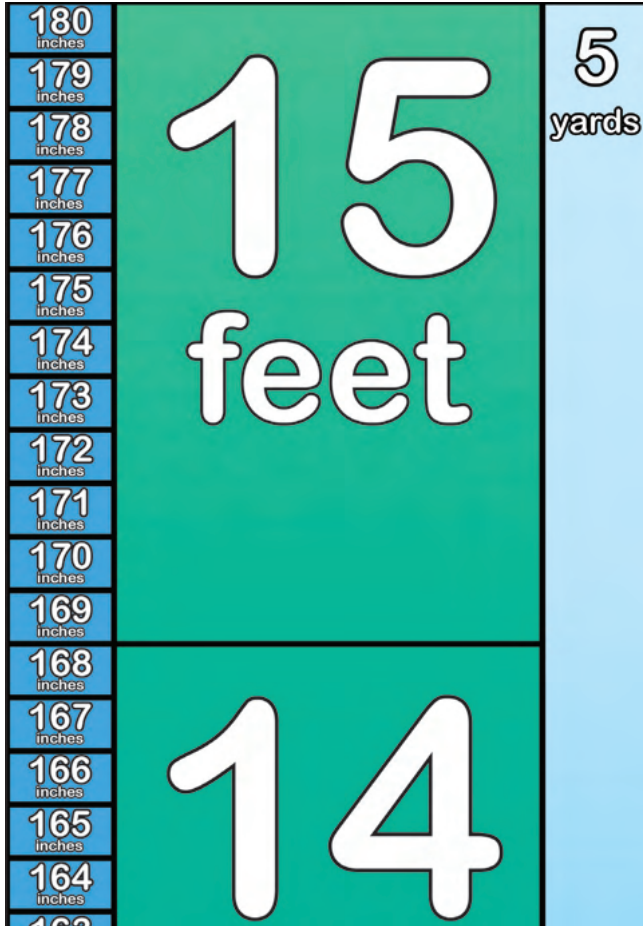 180
inches
179
inches
178
inches
177
inches
176
inches
175
inches
174
inches
173
inches
172
inches
171
inches
170
inches
169
inches
168
inches
167
inches
166
inches
165
inches
164
inches
15
feet
14
5
yards